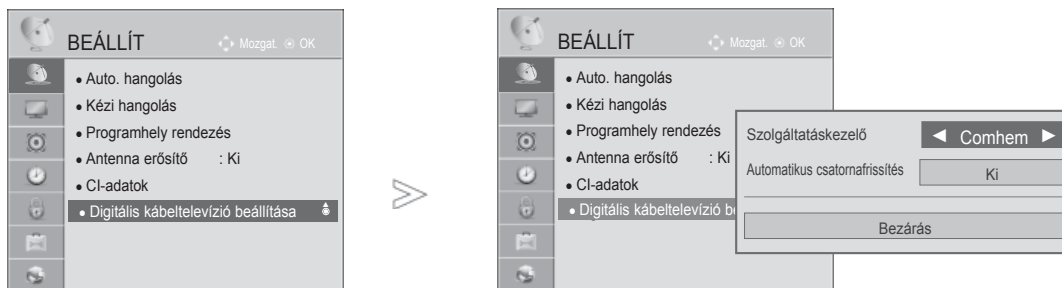 BEÁLLÍT Mozgat. OK
• Auto. hangolás
• Kézi hangolás
• Programhely rendezés
• Antenna erősítő : Ki
• CI-adatok
• Digitális kábeltelevízió beállítása
BEÁLLÍT Mozgat. OK
• Auto. hangolás
• Kézi hangolás
• Programhely rendezés
• Antenna erősítő : Ki
• CI-adatok
• Digitális kábeltelevízió be
Szolgáltatáskezelő ◄ Comhem ►
Automatikus csatornafrissítés Ki
Bezárás